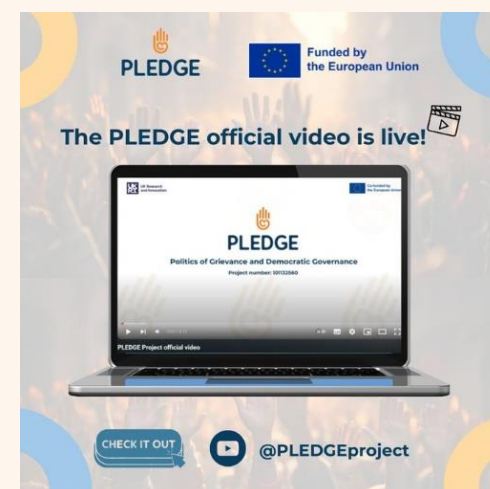 PLEDGE
Funded by
the European Union
The PLEDGE official video is live!
UK Research
and Innovation
Co-funded by
the European Union
PLEDGE
Politics of Grievance and Democratic Governance
Project number: 101132560
PLEDGE Project official video
CHECK IT OUT
@PLEDGEproject